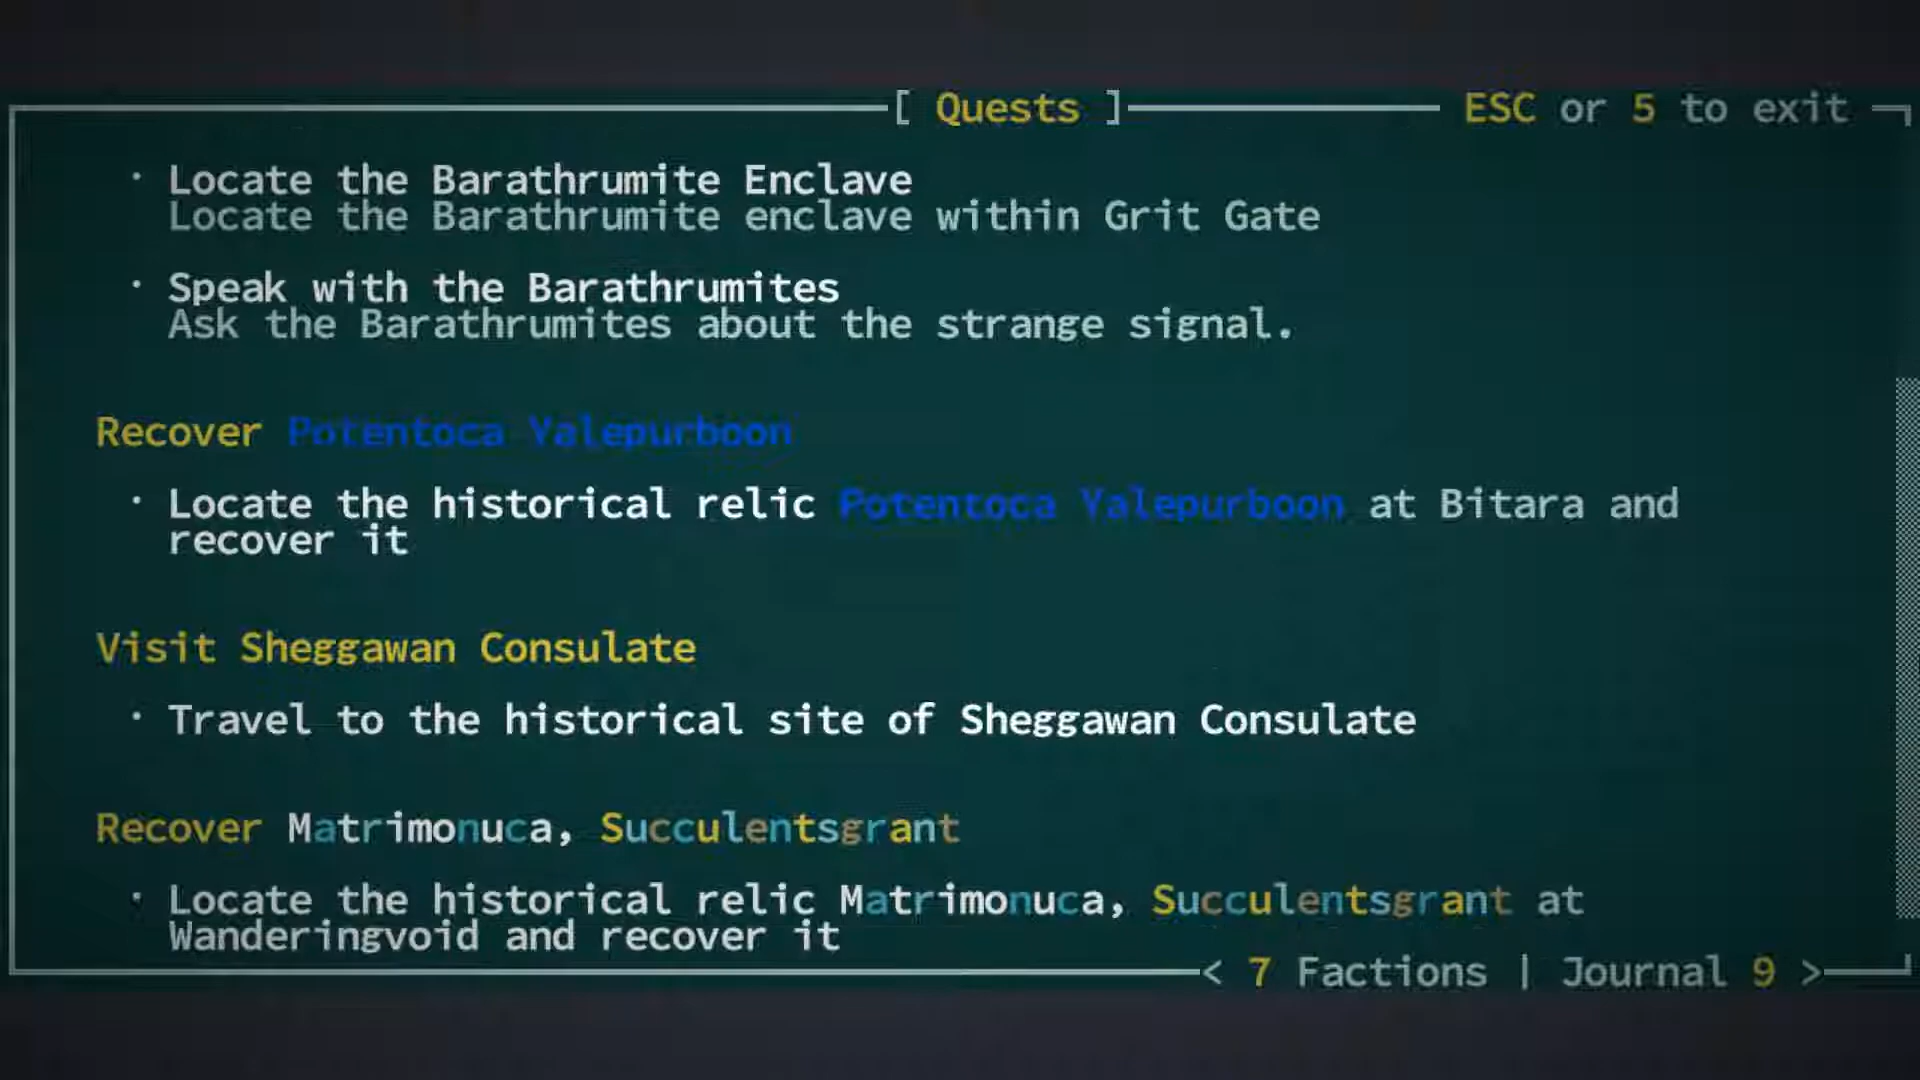 [ Quests ] ESC or 5 to exit
· Locate the Barathrumite Enclave
Locate the Barathrumite enclave within Grit Gate
· Speak with the Barathrumites
Ask the Barathrumites about the strange signal.
Recover Potentoca Yalepurboon
· Locate the historical relic Potentoca Yalepurboon at Bitara and
recover it
Visit Sheggawan Consulate
· Travel to the historical site of Sheggawan Consulate
Recover Matrimonuca, Succulentsgrant
· Locate the historical relic Matrimonuca, Succulentsgrant at
Wanderingvoid and recover it
< 7 Factions | Journal 9 >